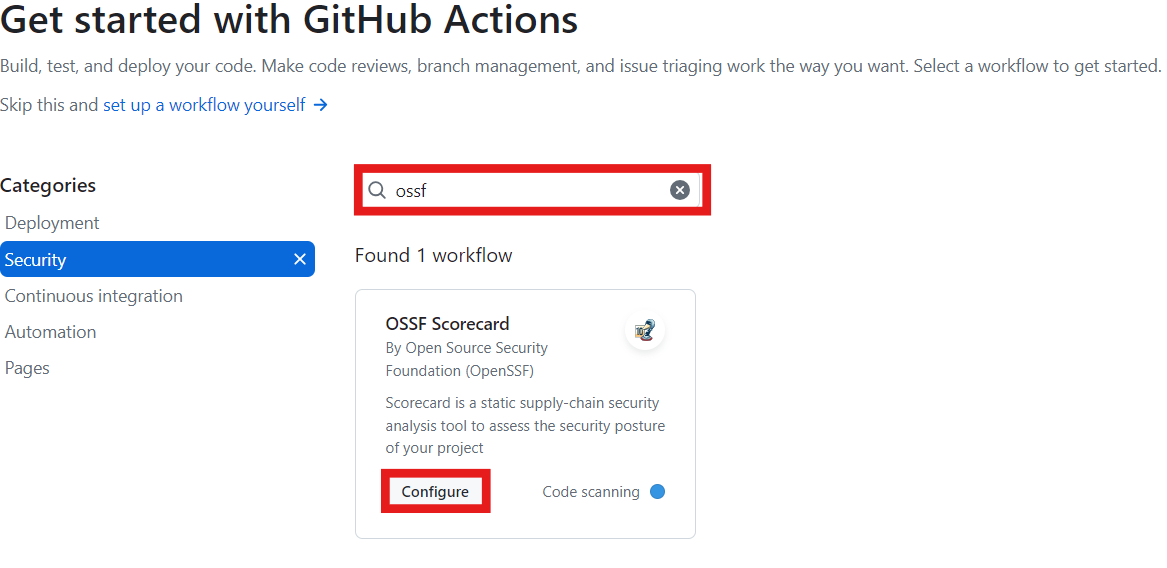 Get started with GitHub Actions
Build, test, and deploy your code. Make code reviews, branch management, and issue triaging work the way you want. Select a workflow to get started.
Skip this and set up a workflow yourself →
Categories
Deployment
Security
Continuous integration
Automation
Pages
ossf
Found 1 workflow
OSSF Scorecard
By Open Source Security
Foundation (OpenSSF)
Scorecard is a static supply-chain security
analysis tool to assess the security posture
of your project
Configure
Code scanning